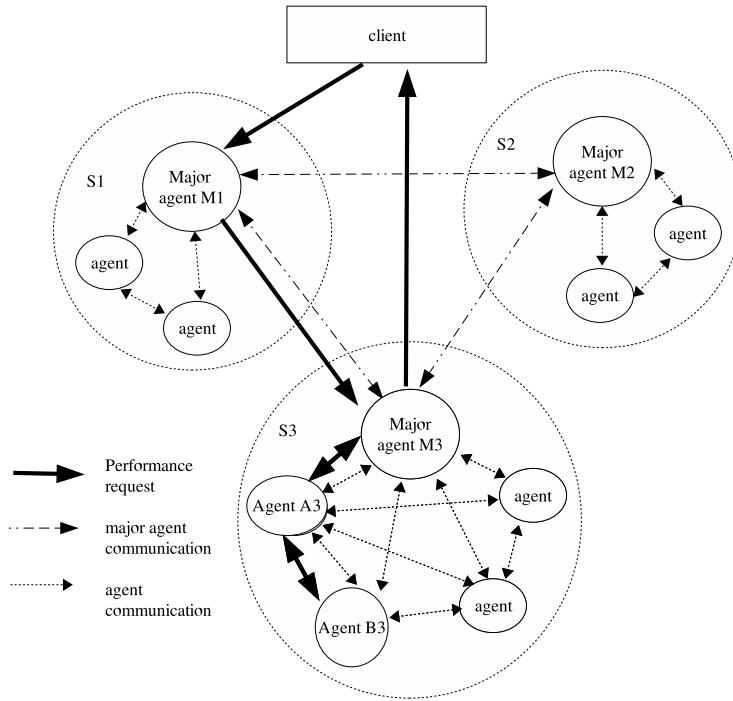 client
S1
Major
agent M1
agent
agent
S2
Major
agent M2
agent
agent
S3
Major
agent M3
Agent A3
agent
agent
Agent B3
Performance
request
major agent
communication
agent
communication